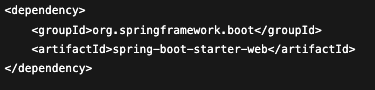 <dependency>
    <groupId>org.springframework.boot</groupId>
    <artifactId>spring-boot-starter-web</artifactId>
</dependency>